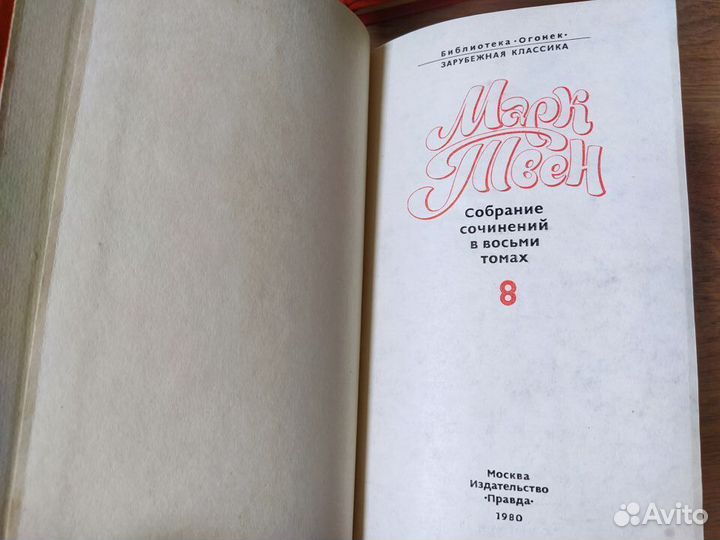 Библиотека · Огонек ·
ЗАРУБЕЖНАЯ КЛАССИКА
Марк
Твен
Собрание
сочинений
в восьми
томах
8
Москва
Издательство
·Правда·
1980
Avito